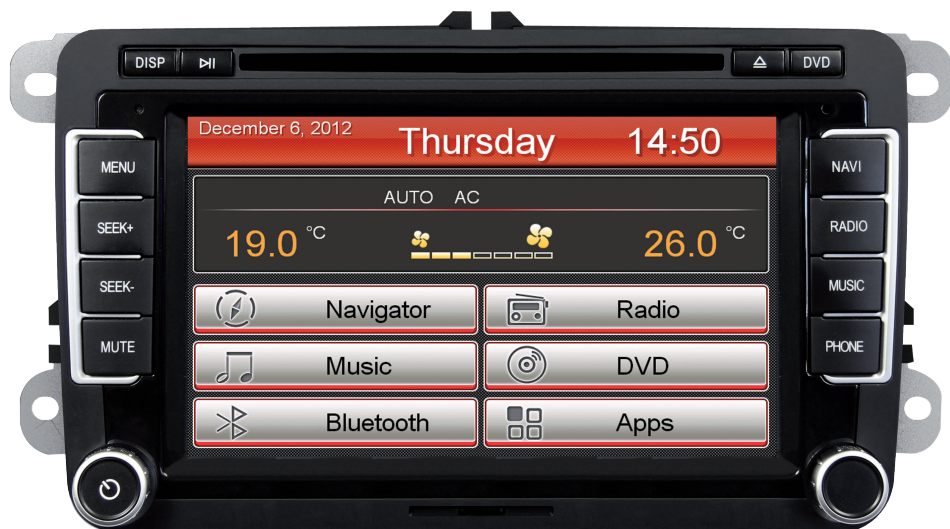 DISP
DVD
December 6, 2012
Thursday
14:50
MENU
SEEK+
SEEK-
MUTE
AUTO AC
19.0 °C
26.0 °C
Navigator
Radio
Music
DVD
Bluetooth
Apps
NAVI
RADIO
MUSIC
PHONE